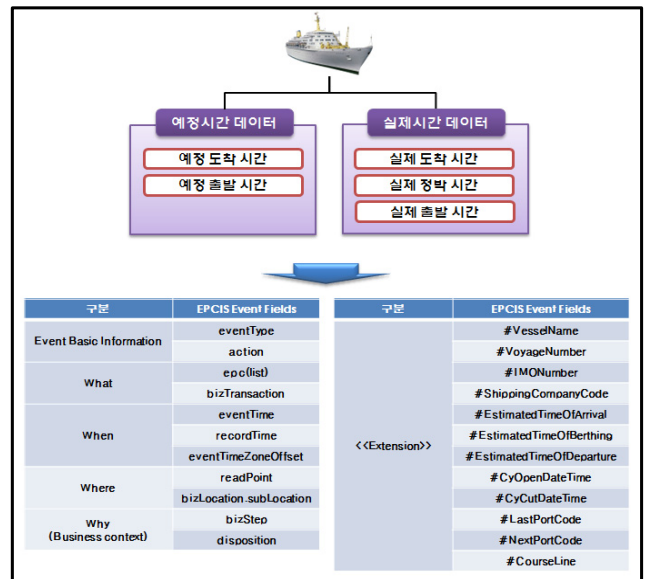 예정시간 데이터
예정 도착 시간
예정 출발 시간
실제시간 데이터
실제 도착 시간
실제 정박 시간
실제 출발 시간
구분 EPCIS Event Fields
Event Basic Information
eventType
action
What
epc(list)
bizTransaction
When
eventTime
recordTime
eventTimeZoneOffset
Where
readPoint
bizLocation.subLocation
Why
(Business context)
bizStep
disposition
구분 EPCIS Event Fields
<<Extension>>
#VesselName
#VoyageNumber
#IMONumber
#ShippingCompanyCode
#EstimatedTimeOfArrival
#EstimatedTimeOfBerthing
#EstimatedTimeOfDeparture
#CyOpenDateTime
#CyCutDateTime
#LastPortCode
#NextPortCode
#CourseLine